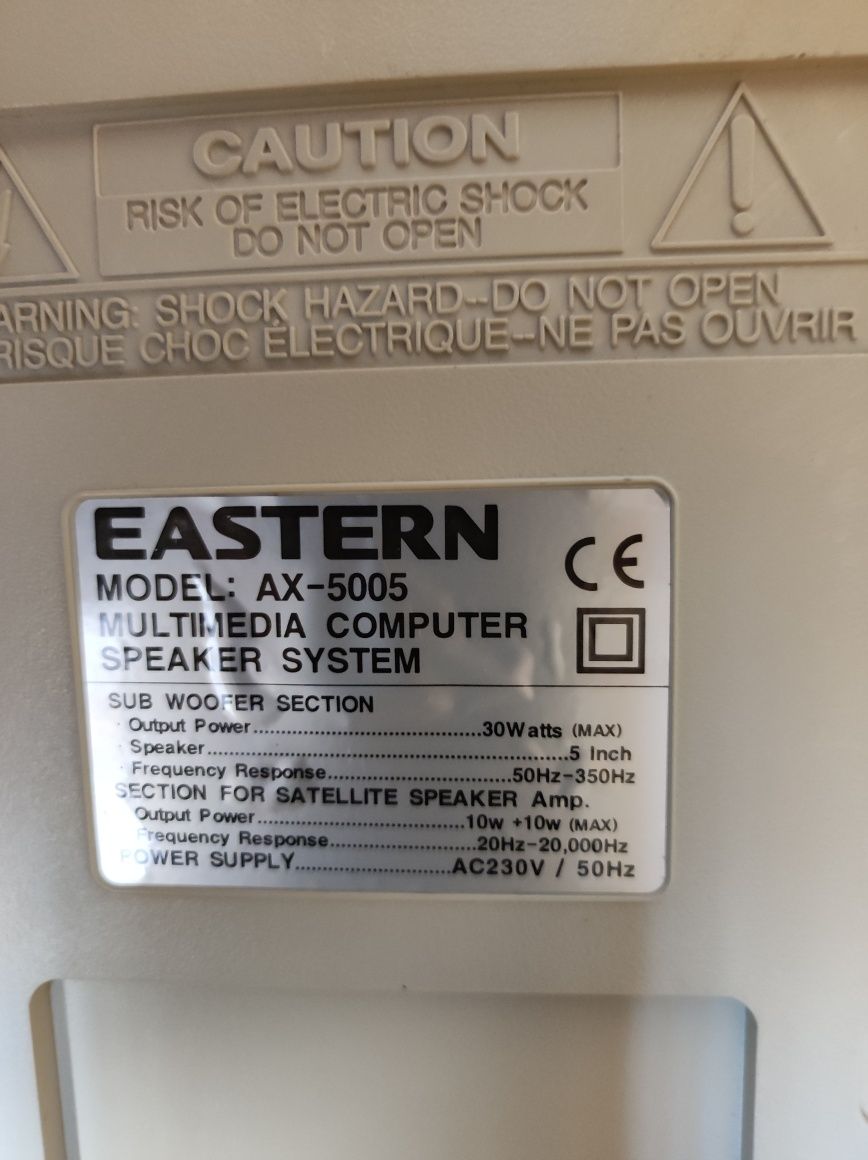 CAUTION
RISK OF ELECTRIC SHOCK
DO NOT OPEN
ARNING: SHOCK HAZARD--DO NOT OPEN
RISQUE CHOC ÉLECTRIQUE--NE PAS OUVRIR
EASTERN
CE
MODEL: AX-5005
MULTIMEDIA COMPUTER
SPEAKER SYSTEM
SUB WOOFER SECTION
· Output Power..................................30Watts (MAX)
· Speaker......................................................5 Inch
· Frequency Response...........................50Hz-350Hz
SECTION FOR SATELLITE SPEAKER Amp.
Output Power...............................10w +10w (MAX)
Frequency Response......................20Hz-20,000Hz
POWER SUPPLY.......................AC230V / 50Hz